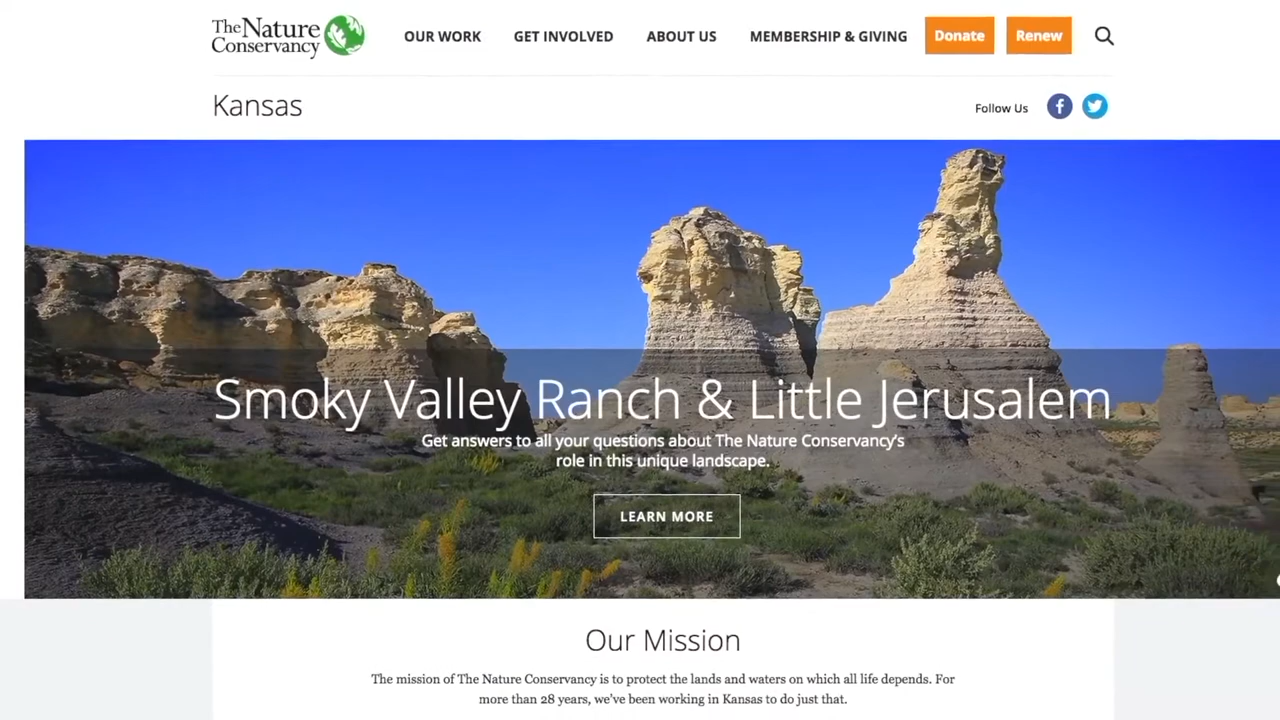 The Nature
Conservancy
OUR WORK GET INVOLVED ABOUT US MEMBERSHIP & GIVING Donate Renew
Kansas
Follow Us
Smoky Valley Ranch & Little Jerusalem
Get answers to all your questions about The Nature Conservancy’s
role in this unique landscape.
LEARN MORE
Our Mission
The mission of The Nature Conservancy is to protect the lands and waters on which all life depends. For
more than 28 years, we've been working in Kansas to do just that.